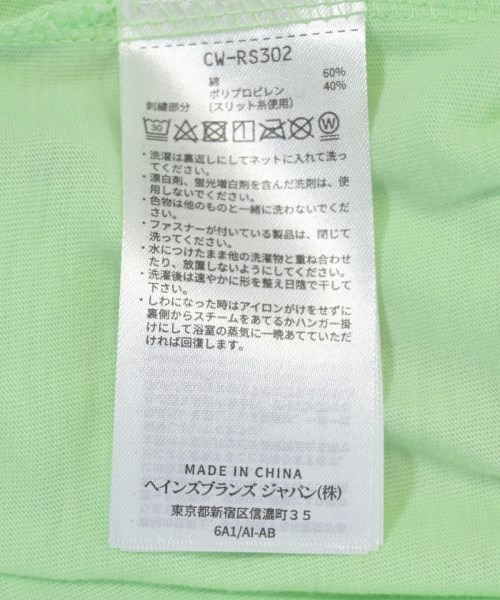 CW-RS302
綿 60%
ポリプロピレン 40%
刺繍部分 (スリット糸使用)
30 W
・洗濯は裏返しにしてネットに入れて洗っ
てください。
・漂白剤、蛍光増白剤を含んだ洗剤は、使
用しないでください。
・色物は他のものと一緒に洗わないでくだ
さい。
・ファスナーが付いている製品は、閉じて
洗ってください。
・水につけたまま他の洗濯物と重ね合わせ
たり、放置しないようにしてください。
・洗濯後は速やかに形を整え日陰で干して
下さい。
・しわになった時はアイロンがけをせずに
裏側からスチームをあてるかハンガー掛
けにして浴室の蒸気に一晩あてていただ
ければ回復します。
MADE IN CHINA
ヘインズブランズ ジャパン(株)
東京都新宿区信濃町35
6A1/AI-AB